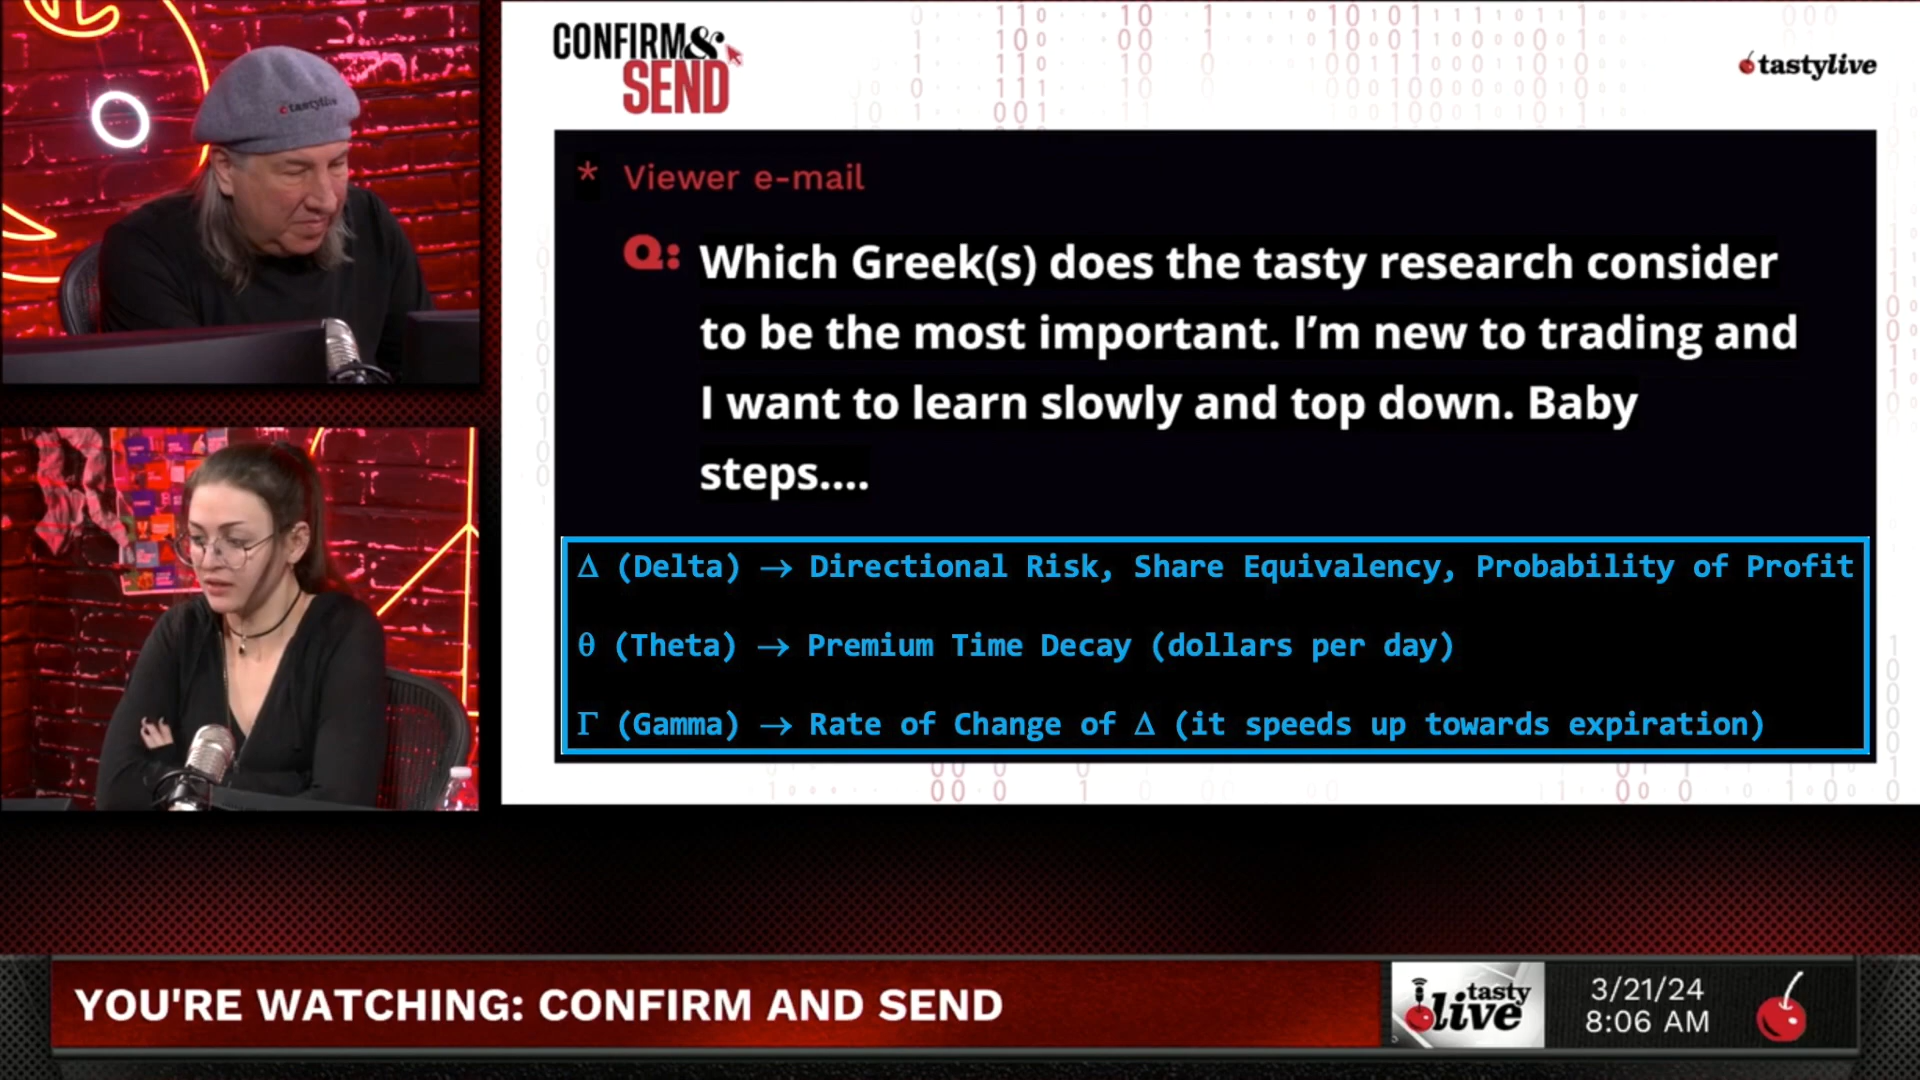 tastylive
CONFIRM&
SEND
tastylive
* Viewer e-mail
Q: Which Greek(s) does the tasty research consider
to be the most important. I’m new to trading and
I want to learn slowly and top down. Baby
steps....
Δ (Delta) → Directional Risk, Share Equivalency, Probability of Profit
θ (Theta) → Premium Time Decay (dollars per day)
Γ (Gamma) → Rate of Change of Δ (it speeds up towards expiration)
YOU'RE WATCHING: CONFIRM AND SEND
tasty
live
3/21/24
8:06 AM